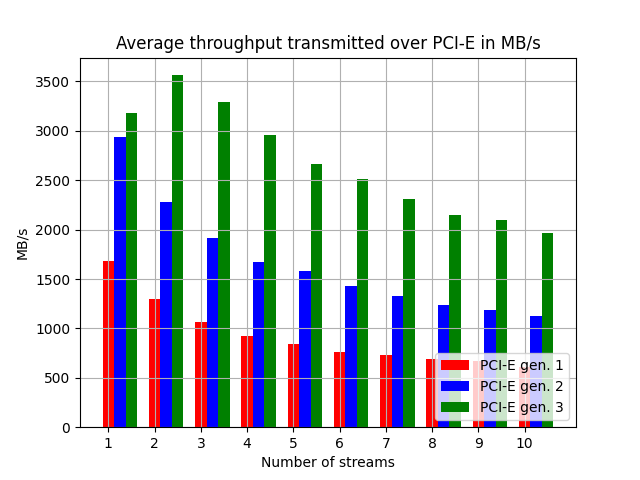 Average throughput transmitted over PCI-E in MB/s
MB/s
3500
3000
2500
2000
1500
1000
500
0
1 2 3 4 5 6 7 8 9 10
Number of streams
PCI-E gen. 1
PCI-E gen. 2
PCI-E gen. 3